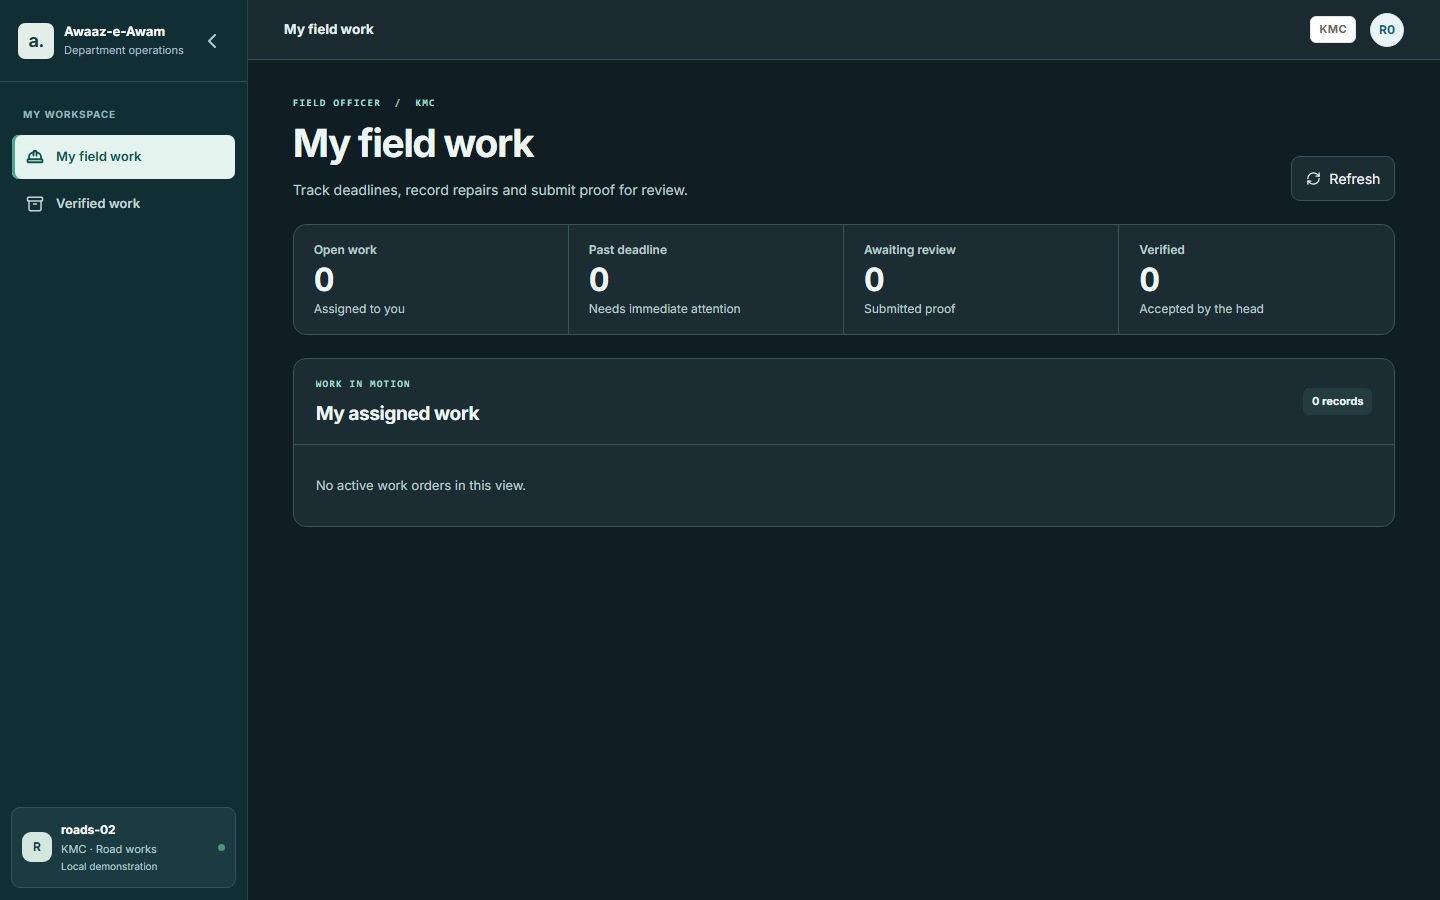 a.
Awaaz-e-Awam
Department operations
MY WORKSPACE
My field work
Verified work
R
roads-02
KMC · Road works
Local demonstration
My field work
KMC
R0
FIELD OFFICER / KMC
My field work
Track deadlines, record repairs and submit proof for review.
Refresh
Open work
0
Assigned to you
Past deadline
0
Needs immediate attention
Awaiting review
0
Submitted proof
Verified
0
Accepted by the head
WORK IN MOTION
My assigned work
0 records
No active work orders in this view.